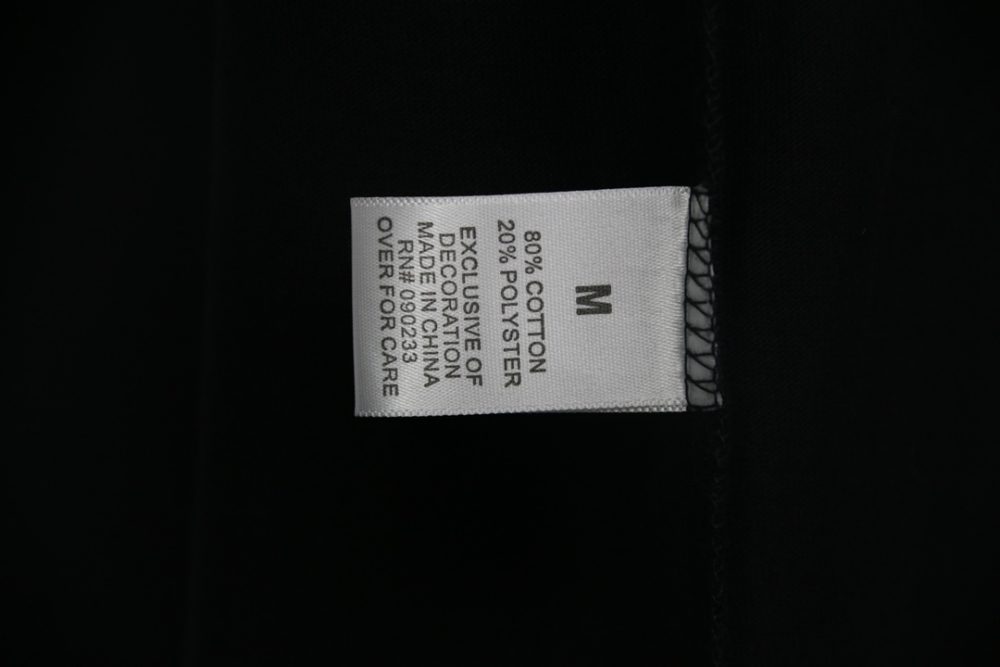 M
80% COTTON
20% POLYSTER
EXCLUSIVE OF
DECORATION
MADE IN CHINA
RN# 090233
OVER FOR CARE